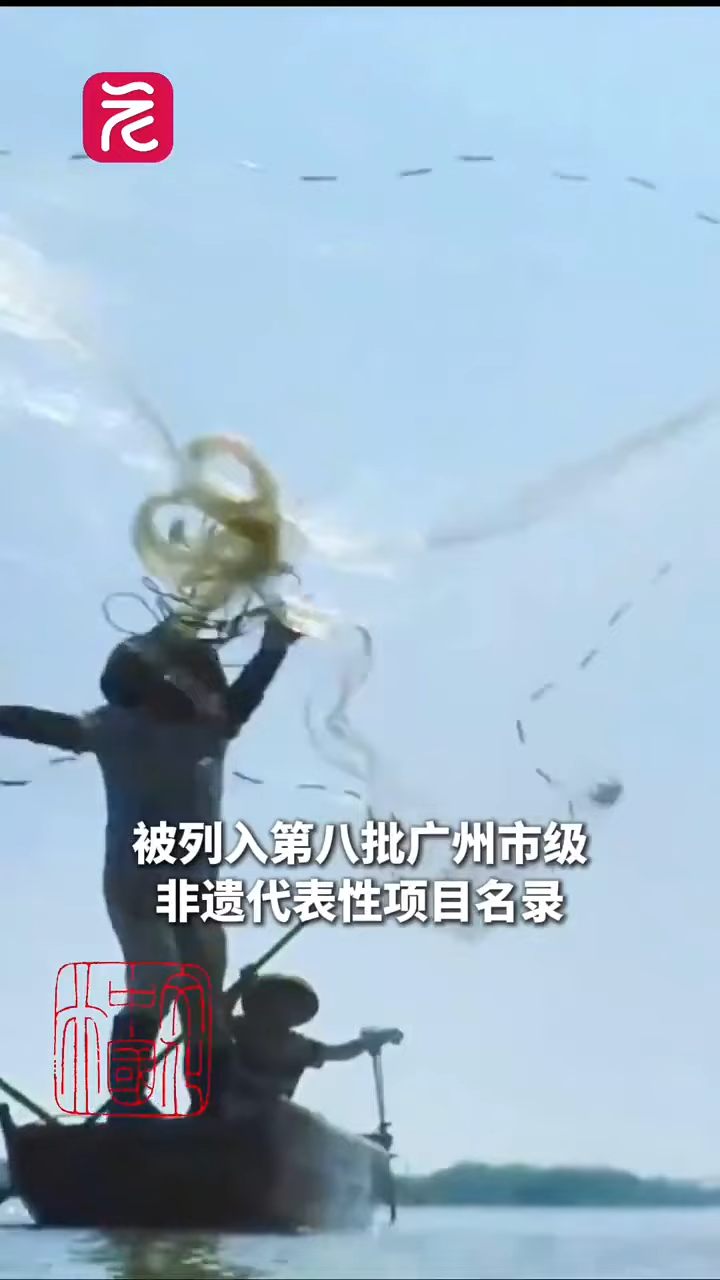 元
被列入第八批广州市级
非遗代表性项目名录